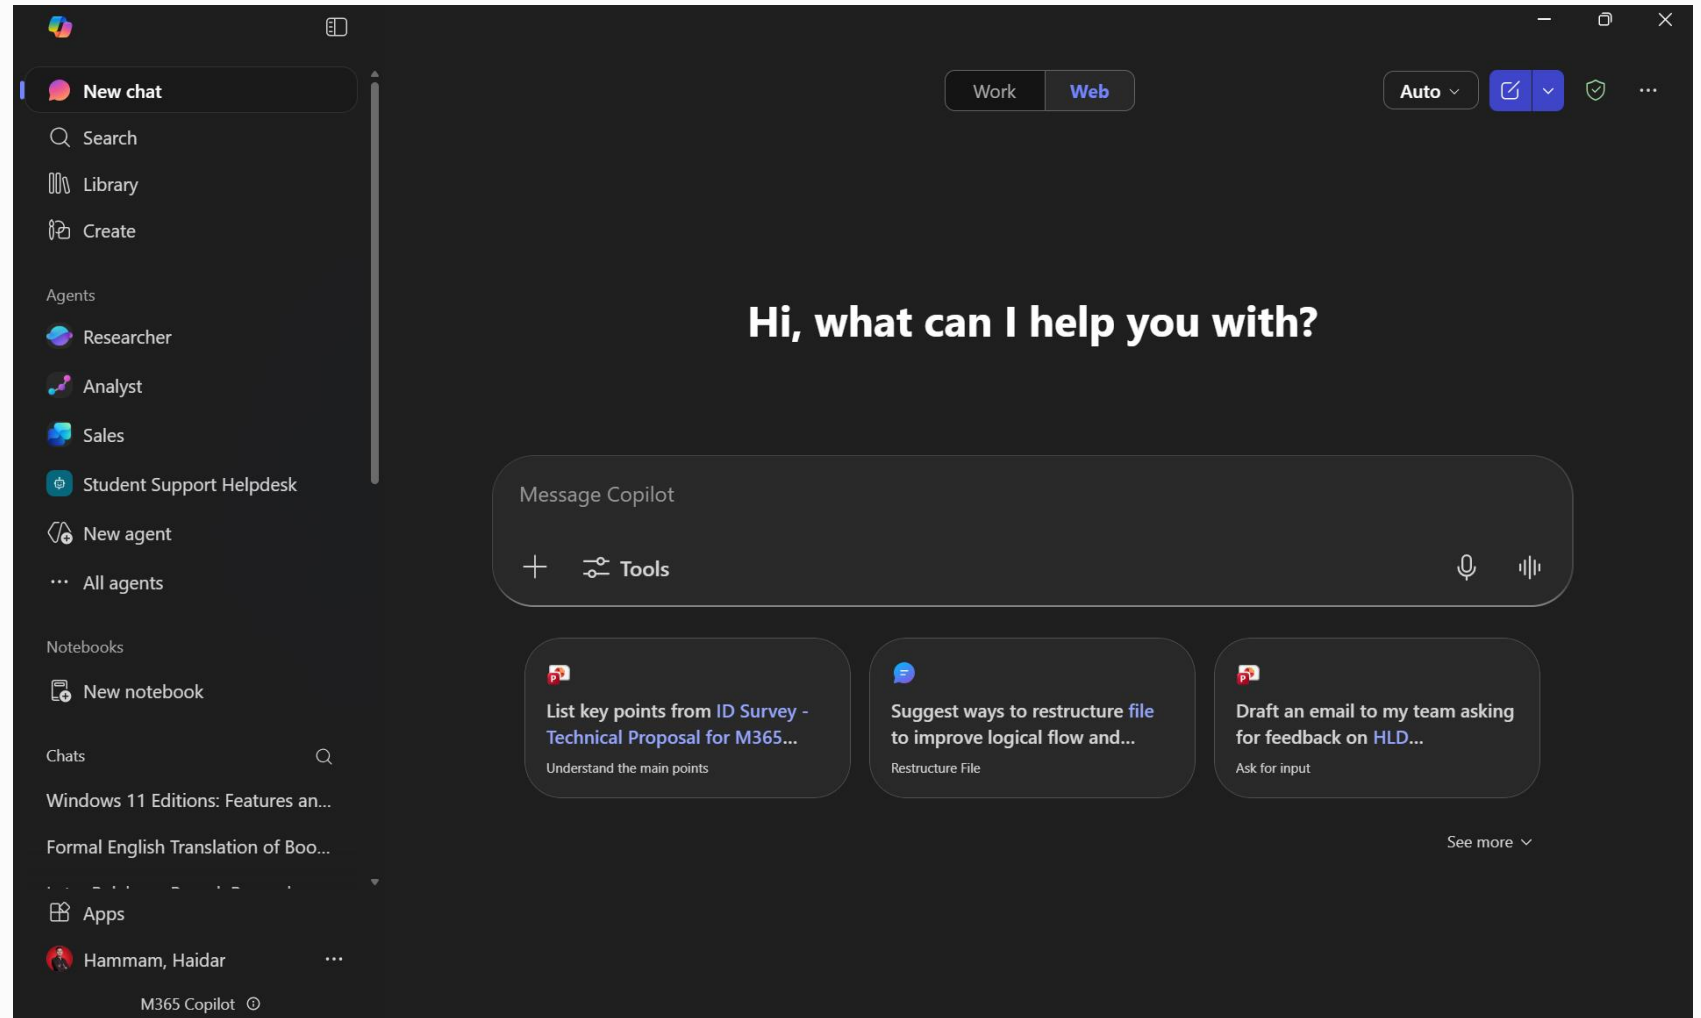 New chat
Search
Library
Create
Agents
Researcher
Analyst
Sales
Student Support Helpdesk
New agent
All agents
Notebooks
New notebook
Chats
Windows 11 Editions: Features an...
Formal English Translation of Boo...
Apps
Hammam, Haidar
M365 Copilot
Work
Web
Auto
Hi, what can I help you with?
Message Copilot
Tools
List key points from ID Survey -
Technical Proposal for M365...
Understand the main points
Suggest ways to restructure file
to improve logical flow and...
Restructure File
Draft an email to my team asking
for feedback on HLD...
Ask for input
See more